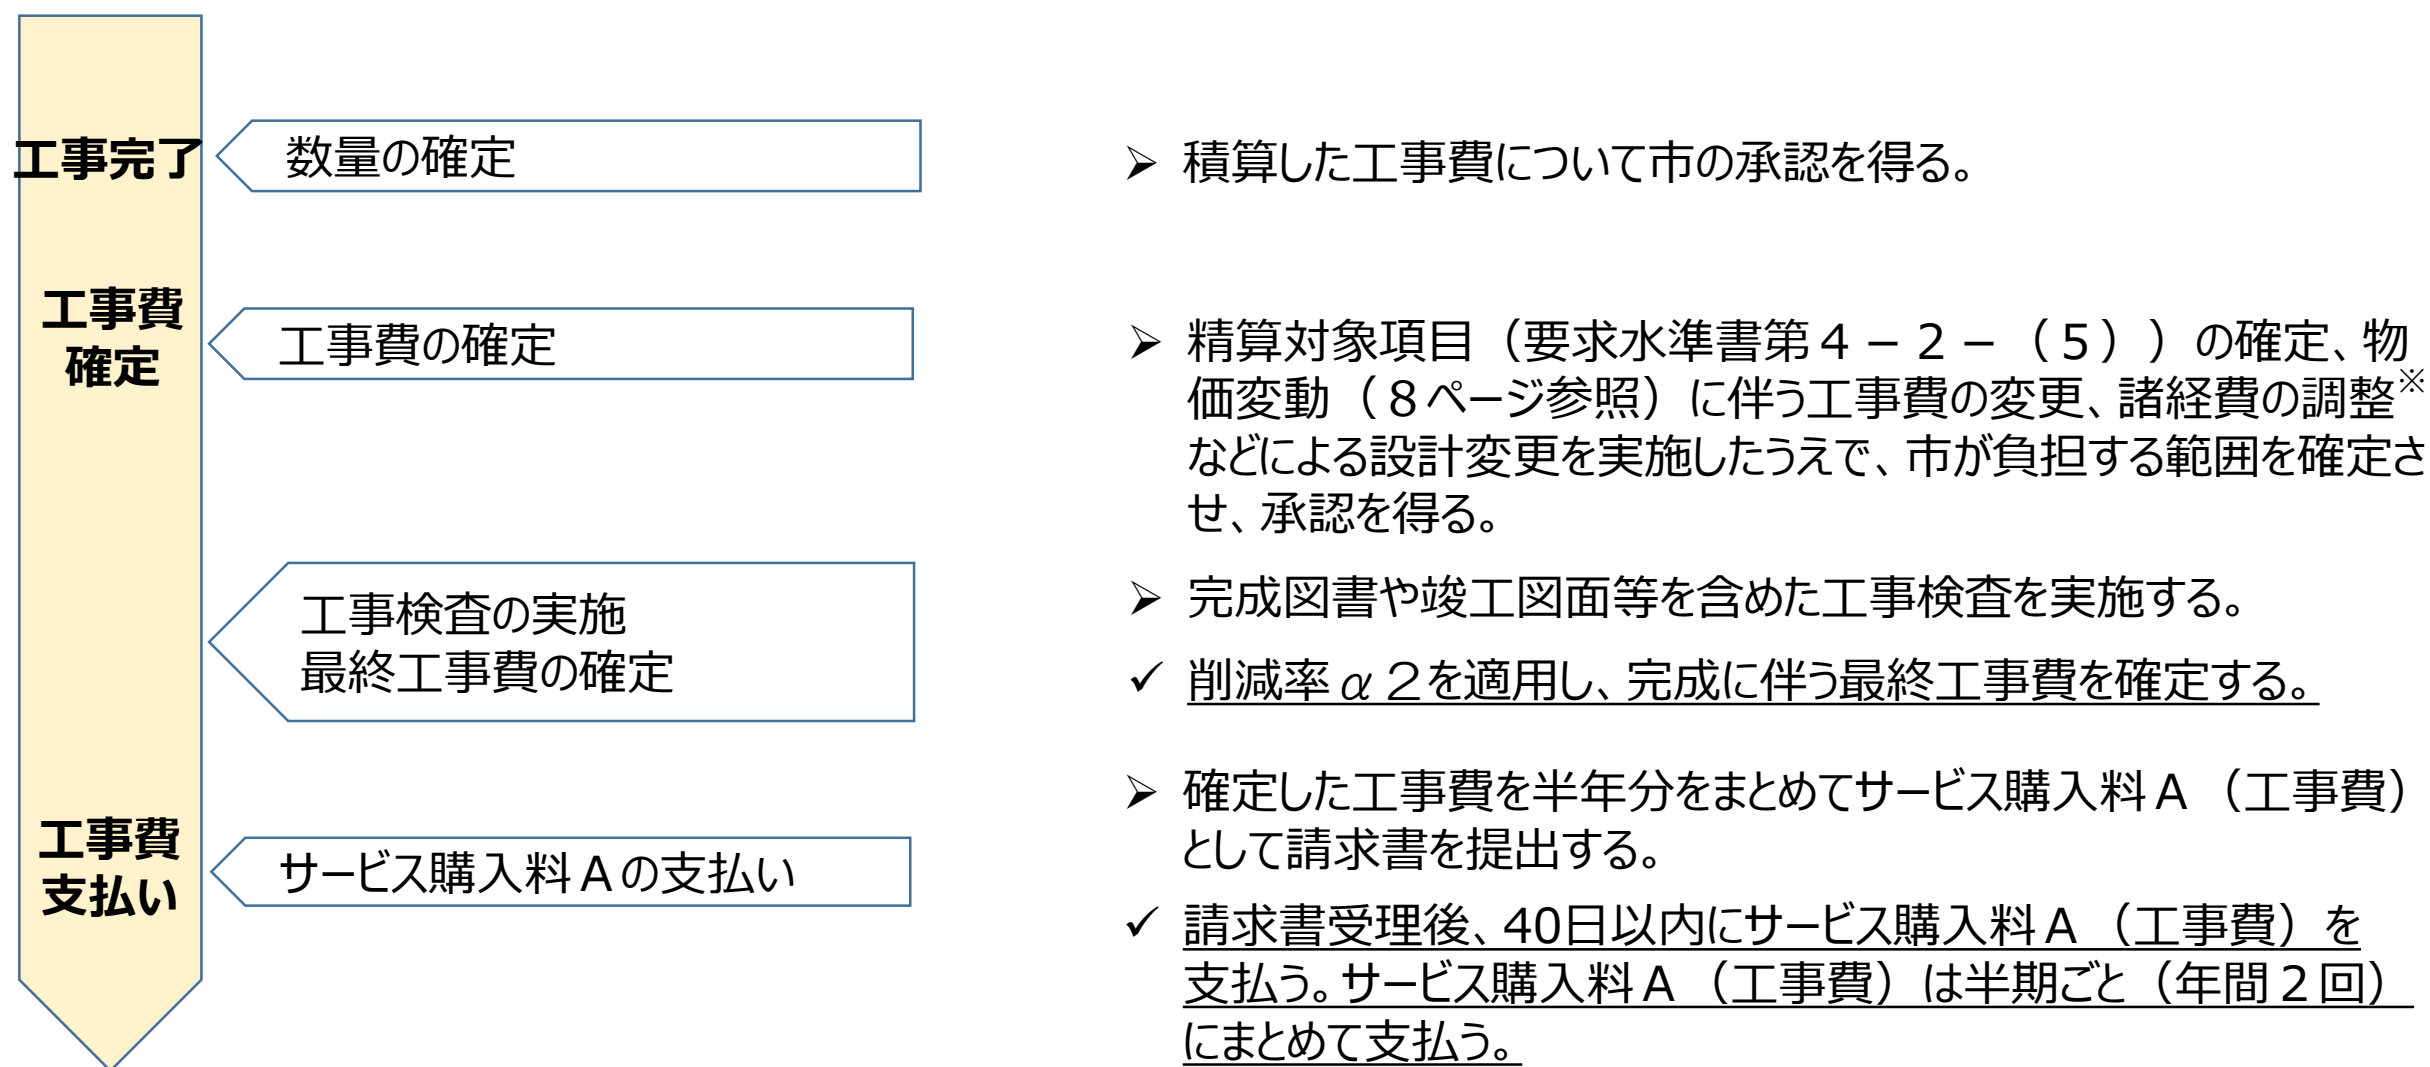 工事完了
数量の確定
➢ 積算した工事費について市の承認を得る。
工事費
確定
工事費の確定
➢ 精算対象項目（要求水準書第４－２－（５））の確定、物
価変動（８ページ参照）に伴う工事費の変更、諸経費の調整※
などによる設計変更を実施したうえで、市が負担する範囲を確定さ
せ、承認を得る。
工事検査の実施
最終工事費の確定
➢ 完成図書や竣工図面等を含めた工事検査を実施する。
✓ 削減率α２を適用し、完成に伴う最終工事費を確定する。
工事費
支払い
サービス購入料Ａの支払い
➢ 確定した工事費を半年分をまとめてサービス購入料Ａ（工事費）
として請求書を提出する。
✓ 請求書受理後、40日以内にサービス購入料Ａ（工事費）を
支払う。サービス購入料Ａ（工事費）は半期ごと（年間２回）
にまとめて支払う。